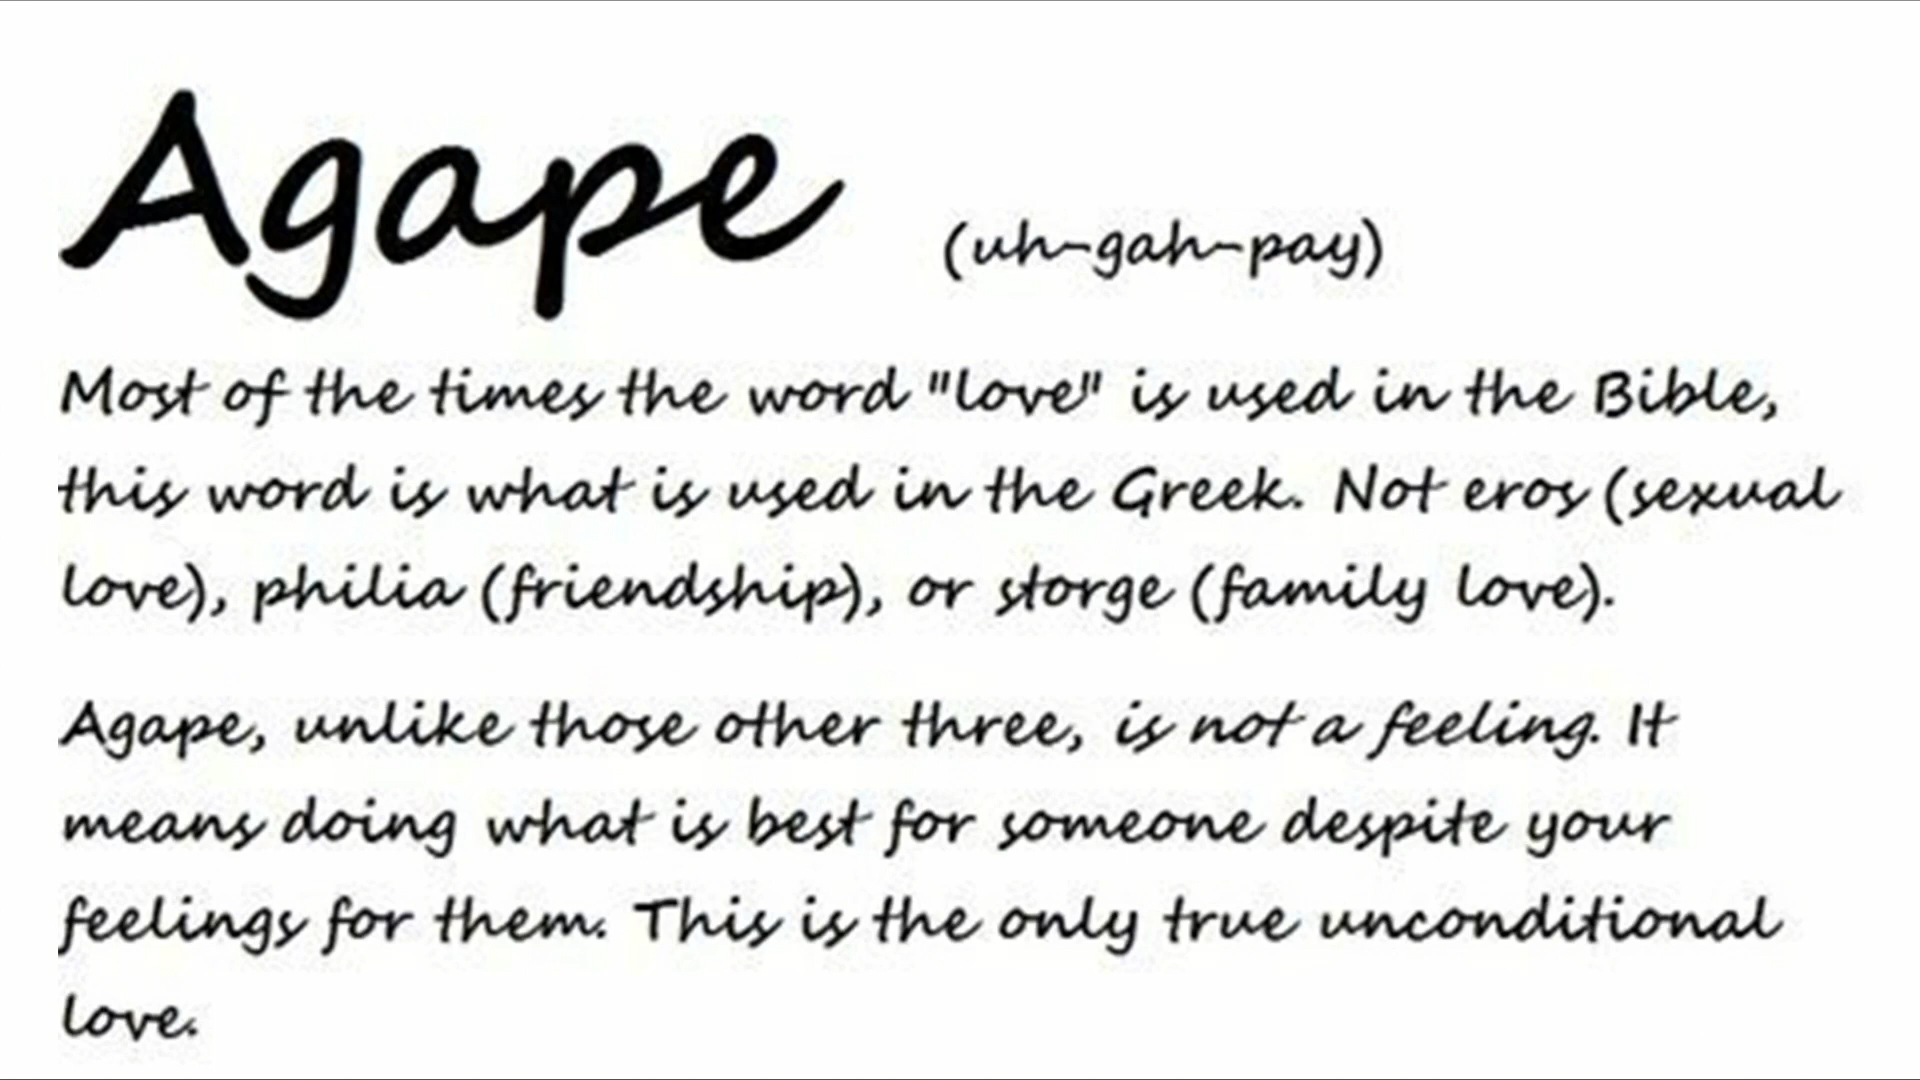 Agape (uh-gah-pay)
Most of the times the word "love" is used in the Bible,
this word is what is used in the Greek. Not eros (sexual
love), philia (friendship), or storge (family love).
Agape, unlike those other three, is not a feeling. It
means doing what is best for someone despite your
feelings for them. This is the only true unconditional
love.